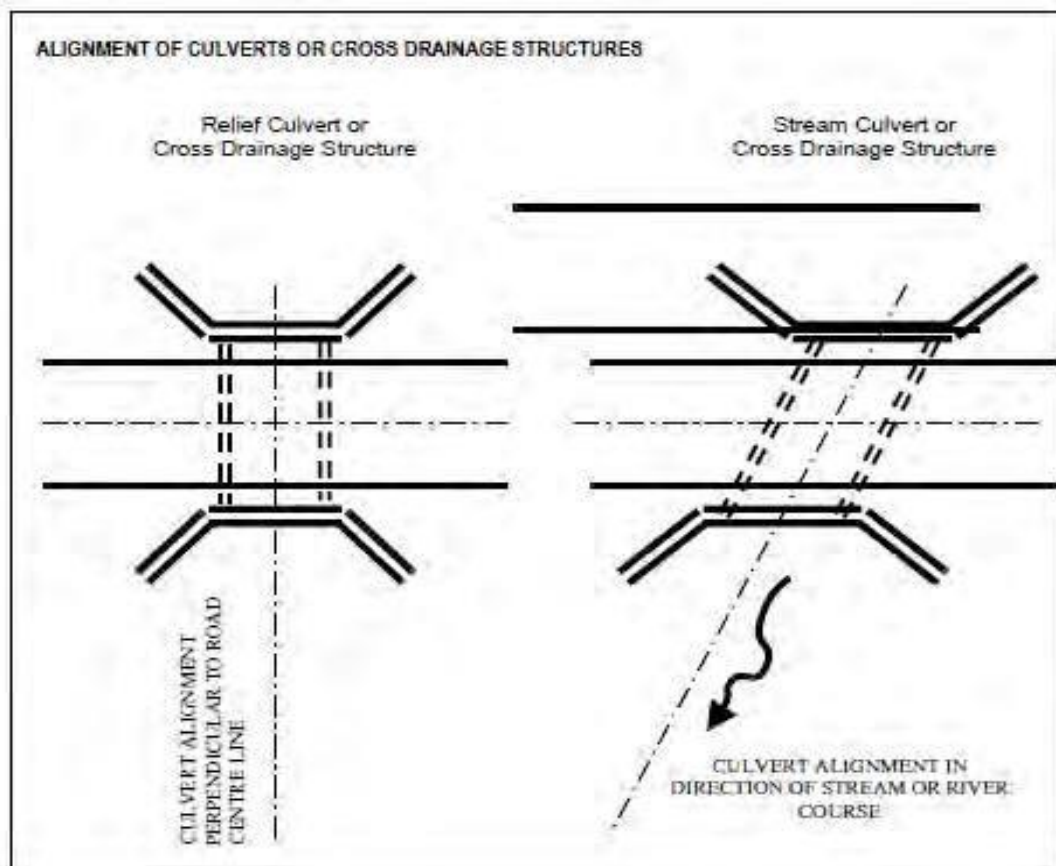 ALIGNMENT OF CULVERTS OR CROSS DRAINAGE STRUCTURES
Relief Culvert or
Cross Drainage Structure
Stream Culvert or
Cross Drainage Structure
CULVERT ALIGNMENT
PERPENDICULAR TO ROAD
CENTRE LINE
CULVERT ALIGNMENT IN
DIRECTION OF STREAM OR RIVER
COURSE